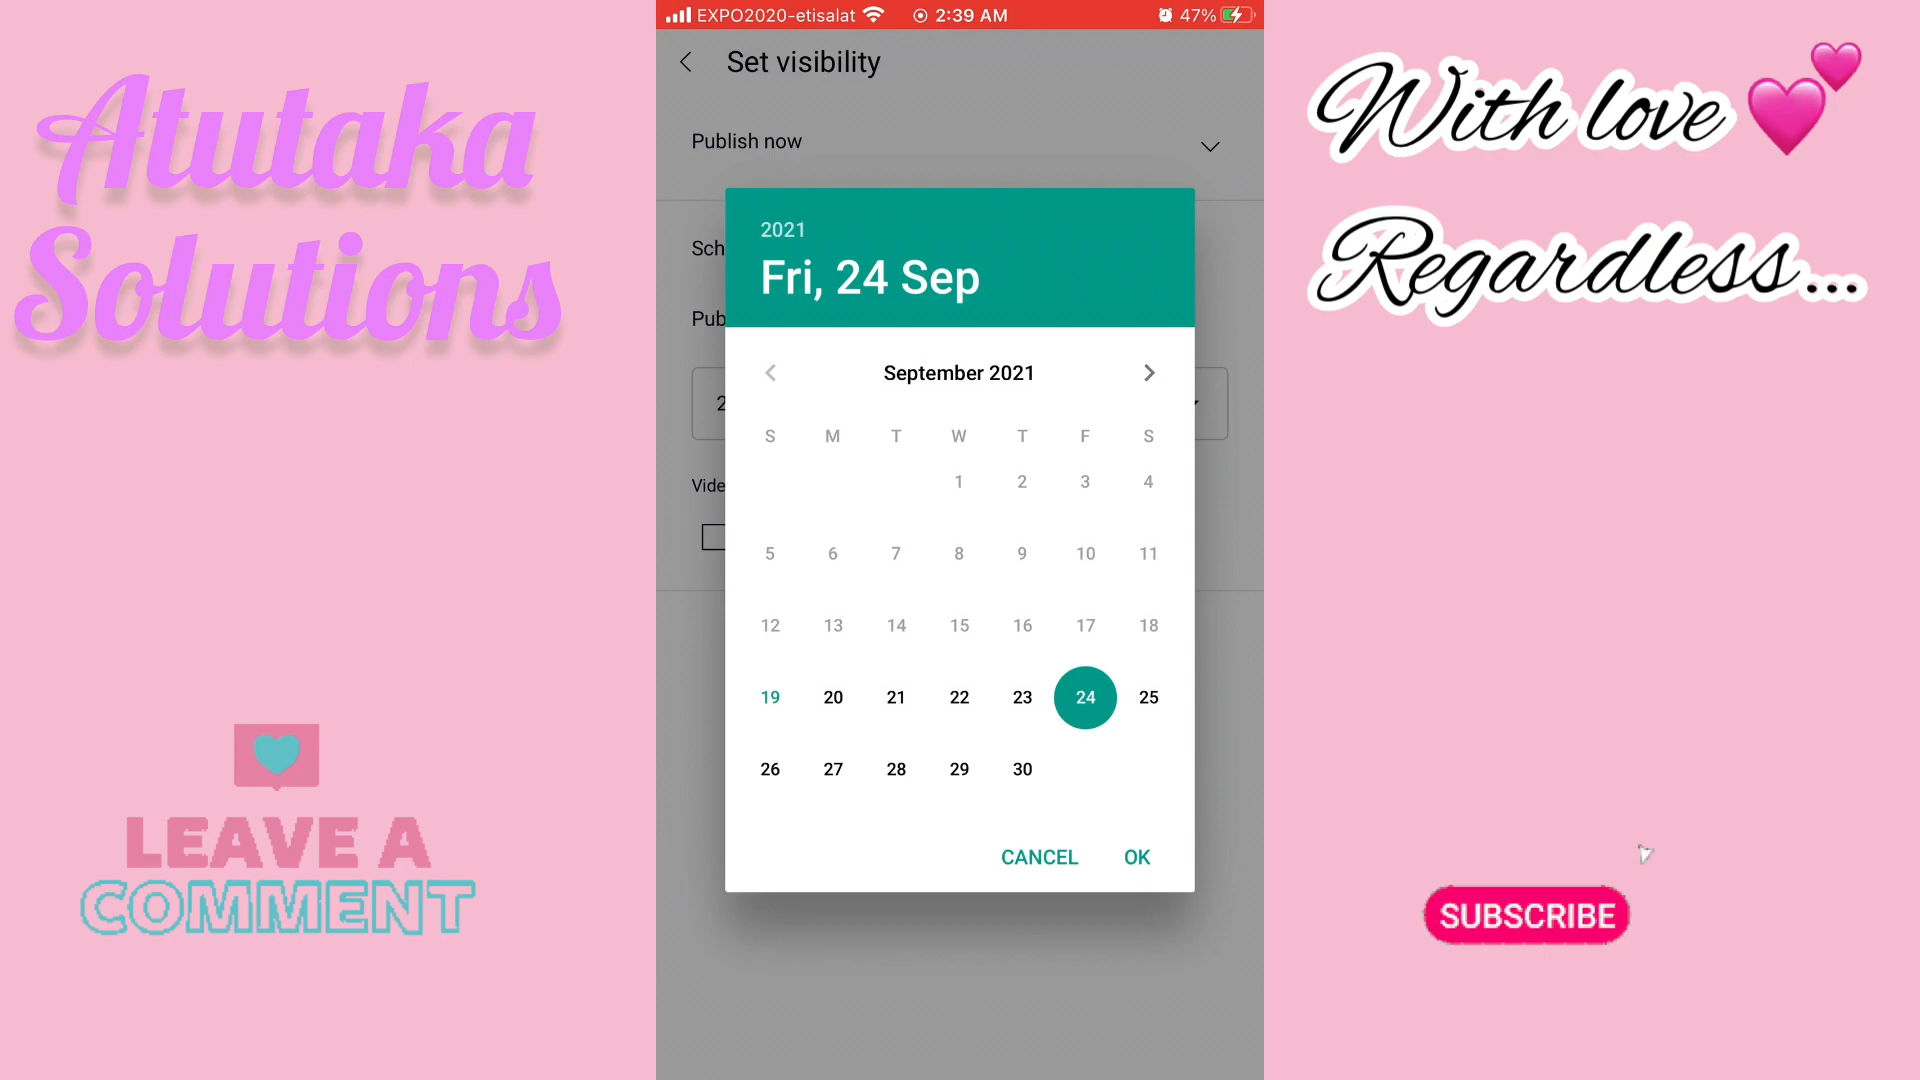 Atutaka
Solutions
LEAVE A
COMMENT
EXPO2020-etisalat 2:39 AM 47%
Set visibility
Publish now
Sch
Pub
2
Vide
2021
Fri, 24 Sep
September 2021
S M T W T F S
1 2 3 4
5 6 7 8 9 10 11
12 13 14 15 16 17 18
19 20 21 22 23 24 25
26 27 28 29 30
CANCEL OK
With love
Regardless...
SUBSCRIBE